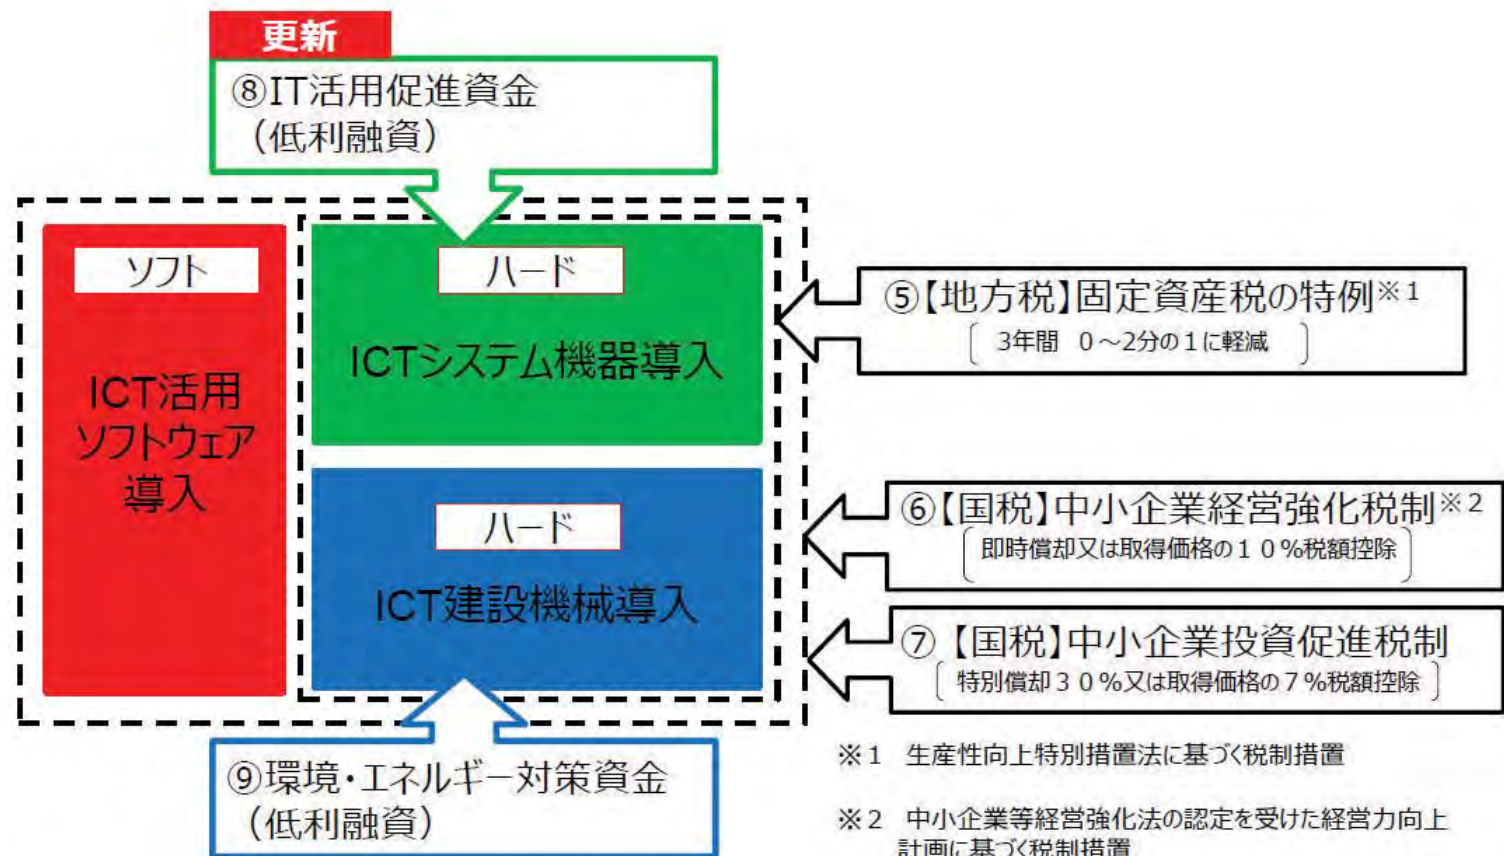 更新
⑧IT活用促進資金
（低利融資）
ソフト
ICT活用
ソフトウェア
導入
ハード
ICTシステム機器導入
ハード
ICT建設機械導入
⑤【地方税】固定資産税の特例※1
3年間　0～2分の1に軽減
⑥【国税】中小企業経営強化税制※2
即時償却又は取得価格の10%税額控除
⑦【国税】中小企業投資促進税制
特別償却30%又は取得価格の7%税額控除
⑨環境・エネルギー対策資金
（低利融資）
※1　生産性向上特別措置法に基づく税制措置
※2　中小企業等経営強化法の認定を受けた経営力向上
計画に基づく税制措置